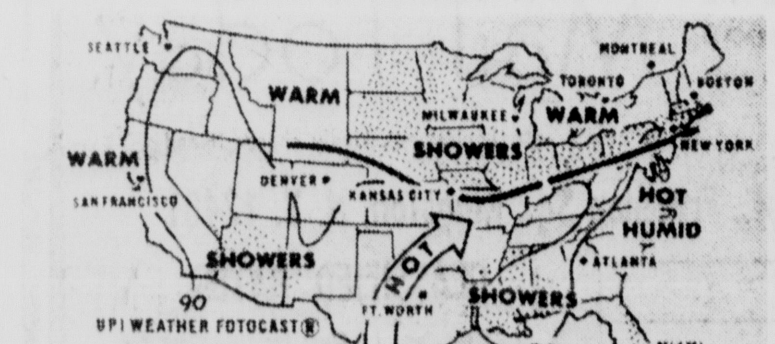 MONTREAL
SEATTLE
TORONTO
BOSTON
WARM
MILWAUKEE
WARM
SHOWERS
NEW YORK
WARM
DENVER
KANSAS CITY
HOT
SAN FRANCISCO
HUMID
SHOWERS
HOT
ATLANTA
90
SHOWERS
FT. WORTH
UPI WEATHER FOTOCAST ®